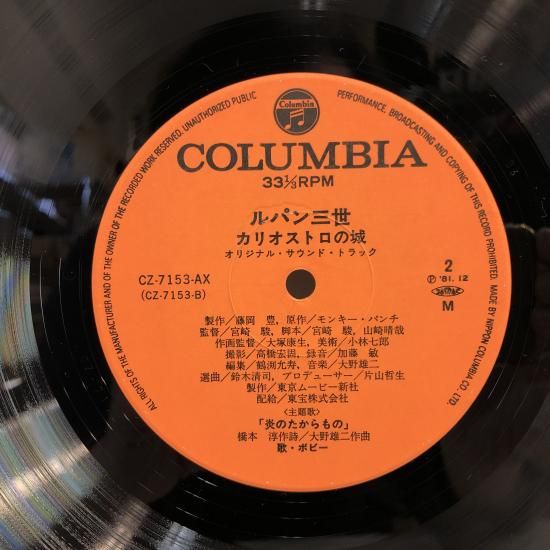 ALL RIGHTS OF THE MANUFACTURER AND OF THE OWNER OF THE RECORDED WORK RESERVED. UNAUTHORIZED PUBLIC PERFORMANCE, BROADCASTING AND COPYING OF THIS RECORD PROHIBITED. MADE BY NIPPON COLUMBIA CO. LTD.
Columbia
COLUMBIA
33⅓RPM
ルパン三世
カリオストロの城
オリジナル・サウンド・トラック
CZ-7153-AX
(CZ-7153-B)
2
Ⓟ '81. 12
M
製作/藤岡 豊, 原作/モンキー・パンチ
監督/宮崎 駿, 脚本/宮崎 駿, 山崎晴哉
作画監督/大塚康生, 美術/小林七郎
撮影/高橋宏固, 録音/加藤 敏
編集/鶴渕允寿, 音楽/大野雄二
選曲/鈴木清司, プロデューサー/片山哲生
製作/東京ムービー新社
配給/東宝株式会社
〈主題歌〉
「炎のたからもの」
橋本 淳作詩/大野雄二作曲
歌・ボビー